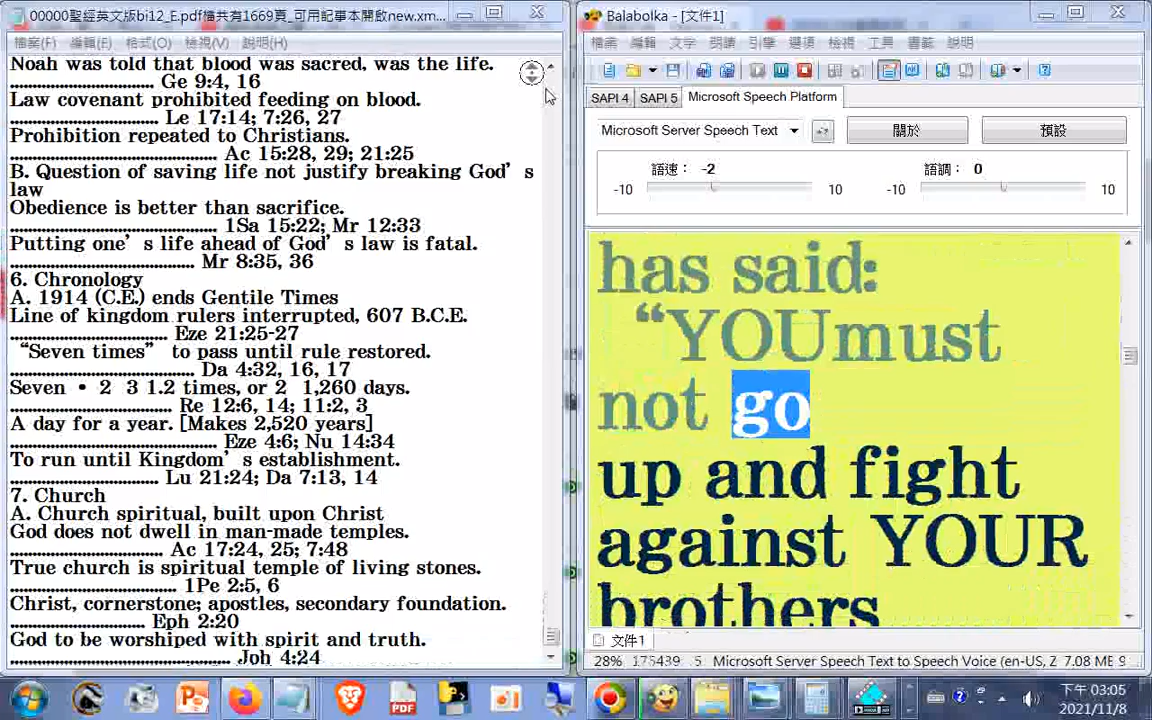 00000聖經英文版bi12_E.pdf檔共有1669頁_可用記事本開啟new.xm...
檔案(F) 編輯(E) 格式(O) 檢視(V) 說明(H)
Noah was told that blood was sacred, was the life.
Ge 9:4, 16
Law covenant prohibited feeding on blood.
Le 17:14; 7:26, 27
Prohibition repeated to Christians.
Ac 15:28, 29; 21:25
B. Question of saving life not justify breaking God’s
law
Obedience is better than sacrifice.
1Sa 15:22; Mr 12:33
Putting one’s life ahead of God’s law is fatal.
Mr 8:35, 36
6. Chronology
A. 1914 (C.E.) ends Gentile Times
Line of kingdom rulers interrupted, 607 B.C.E.
Eze 21:25-27
“Seven times” to pass until rule restored.
Da 4:32, 16, 17
Seven • 2 3 1.2 times, or 2 1,260 days.
Re 12:6, 14; 11:2, 3
A day for a year. [Makes 2,520 years]
Eze 4:6; Nu 14:34
To run until Kingdom’s establishment.
Lu 21:24; Da 7:13, 14
7. Church
A. Church spiritual, built upon Christ
God does not dwell in man-made temples.
Ac 17:24, 25; 7:48
True church is spiritual temple of living stones.
1Pe 2:5, 6
Christ, cornerstone; apostles, secondary foundation.
Eph 2:20
God to be worshiped with spirit and truth.
Joh 4:24
Balabolka - [文件1]
檔案 編輯 文字 朗讀 引擎 選項 檢視 工具 書籤 說明
SAPI 4 SAPI 5 Microsoft Speech Platform
Microsoft Server Speech Text 關於 預設
語速： -2 語調： 0
-10 10 -10 10
has said:
“YOUmust
not go
up and fight
against YOUR
brothers
文件1
28% 175439 5 Microsoft Server Speech Text to Speech Voice (en-US, Z 7.08 MB 9
下午 03:05
2021/11/8